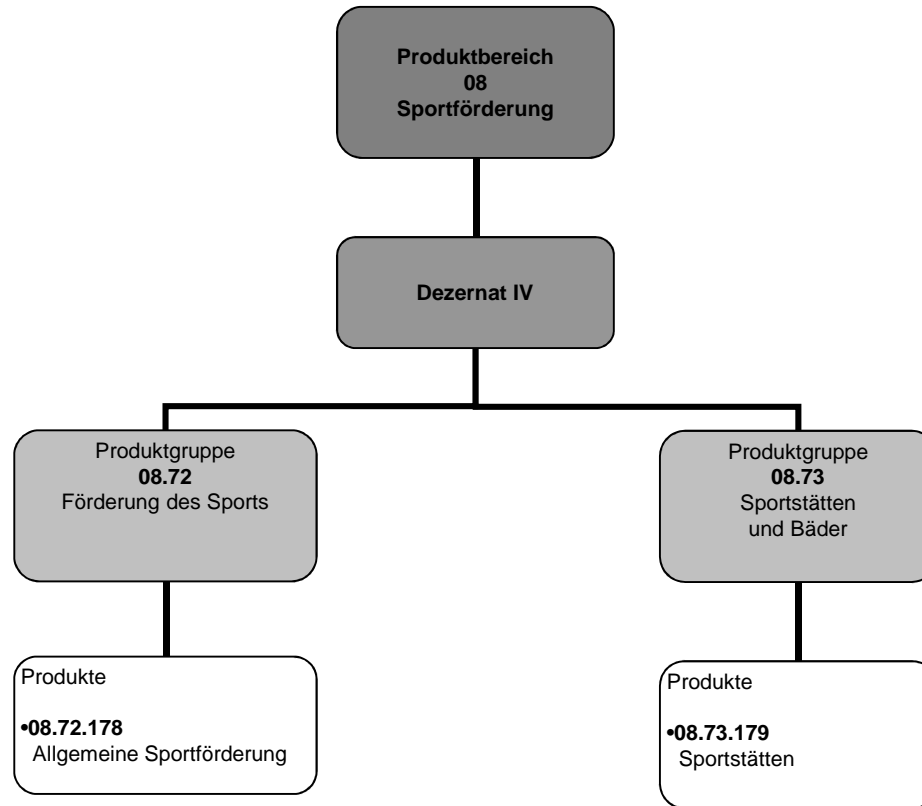 Produktbereich
08
Sportförderung
Dezernat IV
Produktgruppe
08.72
Förderung des Sports
Produktgruppe
08.73
Sportstätten
und Bäder
Produkte
•08.72.178
Allgemeine Sportförderung
Produkte
•08.73.179
Sportstätten